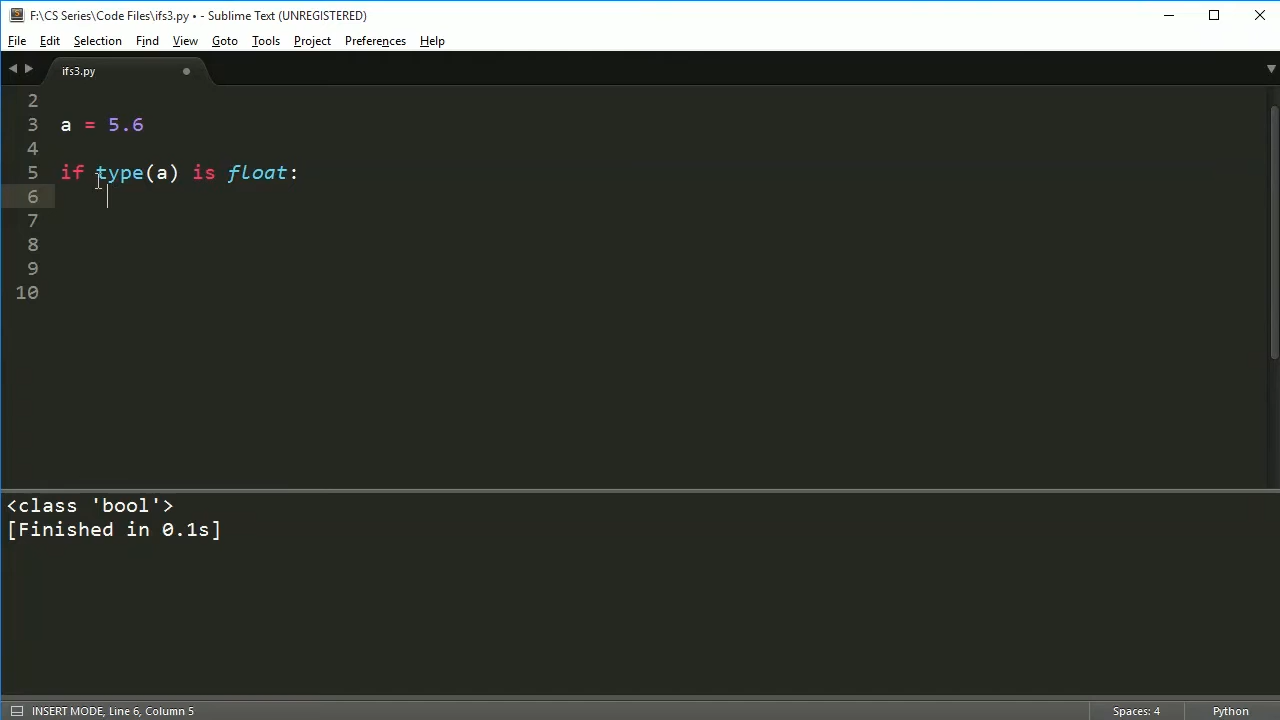 F:\CS Series\Code Files\ifs3.py • - Sublime Text (UNREGISTERED)
File Edit Selection Find View Goto Tools Project Preferences Help
ifs3.py
2
3 a = 5.6
4
5 if type(a) is float:
6
7
8
9
10
<class 'bool'>
[Finished in 0.1s]
INSERT MODE, Line 6, Column 5 Spaces: 4 Python